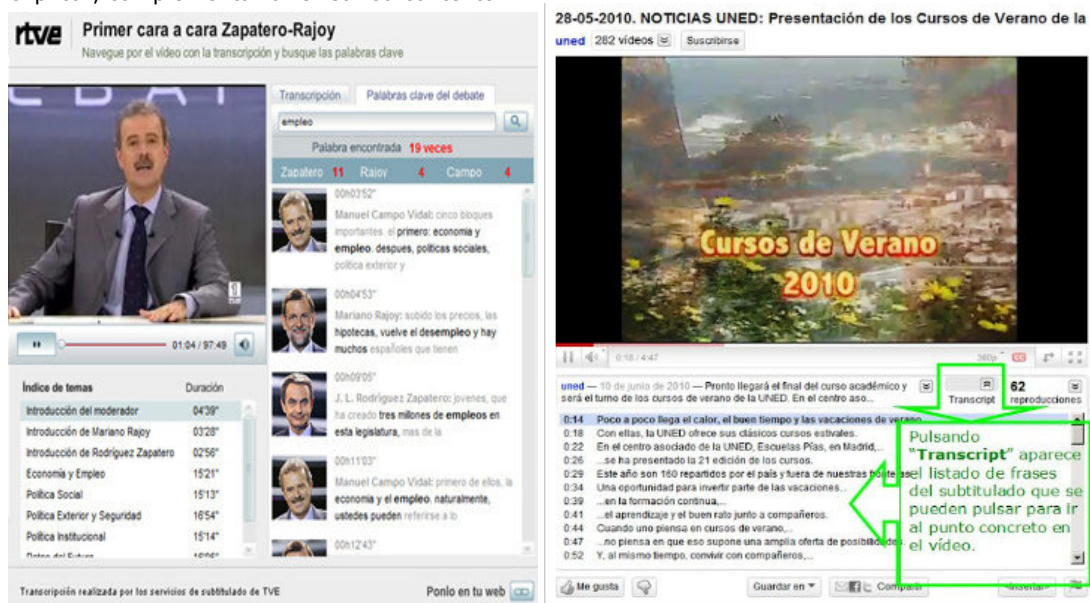 rtve
Primer cara a cara Zapatero-Rajoy
Navegue por el vídeo con la transcripción y busque las palabras clave
DEBAT
01:04 / 97:49
Índice de temas Duración
Introducción del moderador 04'39"
Introducción de Mariano Rajoy 03'28"
Introducción de Rodríguez Zapatero 02'56"
Economía y Empleo 15'21"
Política Social 15'13"
Política Exterior y Seguridad 16'54"
Política Institucional 15'14"
Transcripción Palabras clave del debate
empleo
Palabra encontrada 19 veces
Zapatero 11 Rajoy 4 Campo 4
00h03'52"
Manuel Campo Vidal: cinco bloques
importantes. el primero: economía y
empleo. despues, políticas sociales,
política exterior y
00h04'53"
Mariano Rajoy: subido los precios, las
hipotecas, vuelve el desempleo y hay
muchos españoles que tienen
00h09'05"
J. L. Rodríguez Zapatero: jovenes, que
ha creado tres millones de empleos en
esta legislatura, mas de la
00h11'03"
Manuel Campo Vidal: primero de ellos, la
economía y el empleo. naturalmente,
ustedes pueden referirse a lo
00h12'43"
Transcripción realizada por los servicios de subtitulado de TVE
Ponlo en tu web
28-05-2010. NOTICIAS UNED: Presentación de los Cursos de Verano de la
uned 282 vídeos Suscribirse
Cursos de Verano
2010
0:18 / 4:47 360p CC
uned — 10 de junio de 2010 — Pronto llegará el final del curso académico y
será el turno de los cursos de verano de la UNED. En el centro aso...
Transcript
62
reproducciones
0:14 Poco a poco llega el calor, el buen tiempo y las vacaciones de verano
0:18 Con ellas, la UNED ofrece sus clásicos cursos estivales.
0:22 En el centro asociado de la UNED, Escuelas Pías, en Madrid,...
0:26 ...se ha presentado la 21 edición de los cursos.
0:29 Este año son 160 repartidos por el país y fuera de nuestras fronteras
0:34 Una oportunidad para invertir parte de las vacaciones...
0:39 ...en la formación continua,...
0:41 ...el aprendizaje y el buen rato junto a compañeros.
0:44 Cuando uno piensa en cursos de verano,...
0:47 ...no piensa en que eso supone una amplia oferta de posibilidades.
0:52 Y, al mismo tiempo, convivir con compañeros,...
Pulsando
"Transcript" aparece
el listado de frases
del subtitulado que se
pueden pulsar para ir
al punto concreto en
el vídeo.
Me gusta
Guardar en
Compartir
<Insertar>